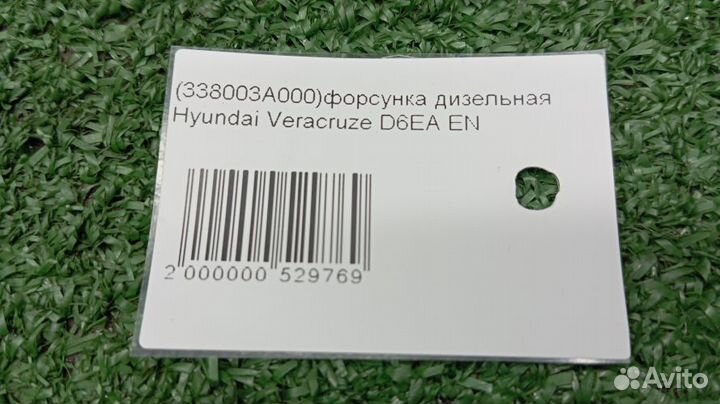 (338003A000)форсунка дизельная
Hyundai Veracruze D6EA EN
2 000000 529769
Avito